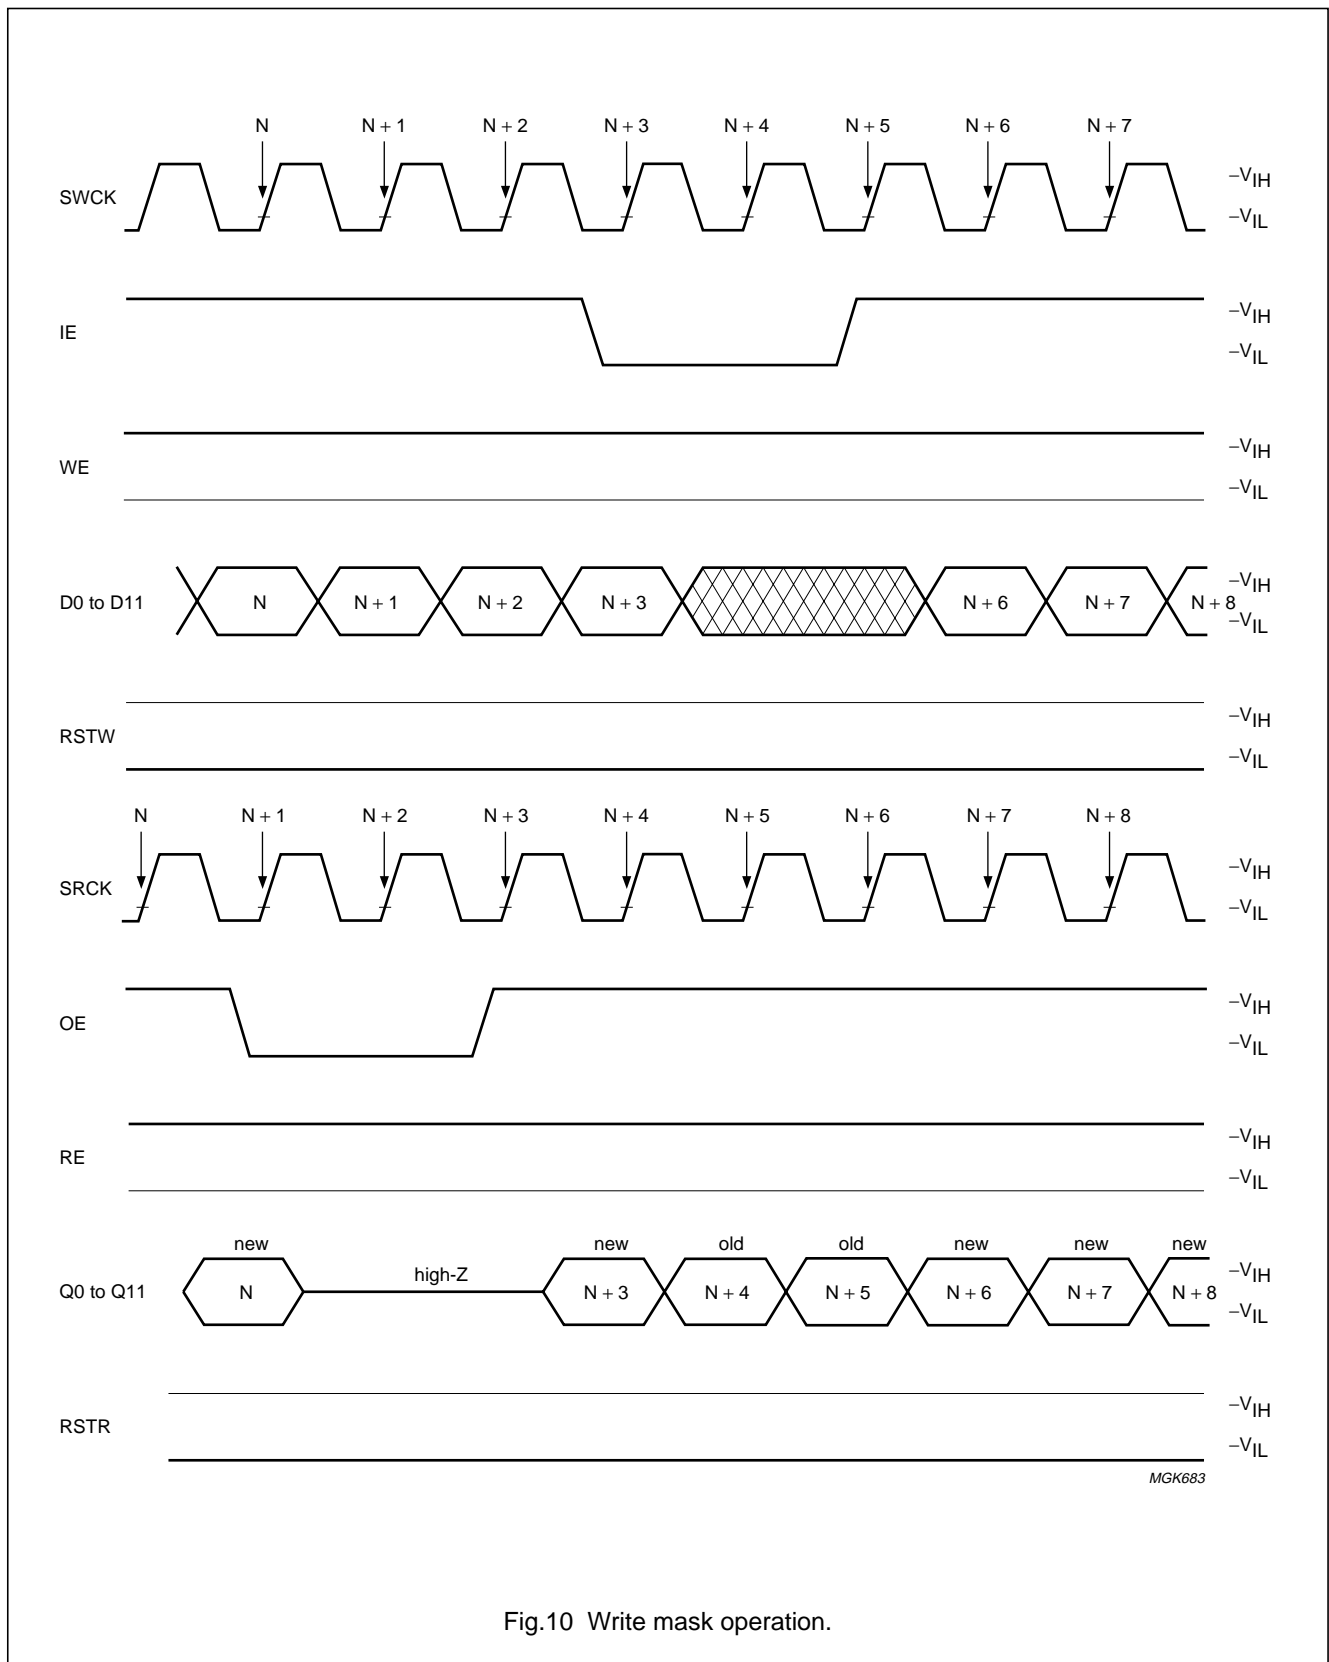 N N + 1 N + 2 N + 3 N + 4 N + 5 N + 6 N + 7
SWCK
–VIH
–VIL
IE
–VIH
–VIL
WE
–VIH
–VIL
D0 to D11
N N + 1 N + 2 N + 3 N + 6 N + 7 N + 8
–VIH
–VIL
RSTW
–VIH
–VIL
N N + 1 N + 2 N + 3 N + 4 N + 5 N + 6 N + 7 N + 8
SRCK
–VIH
–VIL
OE
–VIH
–VIL
RE
–VIH
–VIL
new high-Z new old old new new new
Q0 to Q11
N N + 3 N + 4 N + 5 N + 6 N + 7 N + 8
–VIH
–VIL
RSTR
–VIH
–VIL
MGK683
Fig.10 Write mask operation.